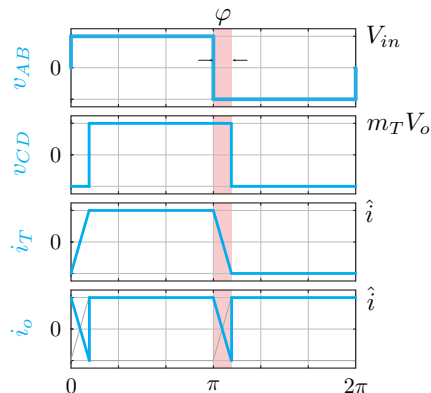 φ
v_AB
0
V_in
v_CD
0
m_T V_o
i_T
0
î
i_o
0
î
0
π
2π